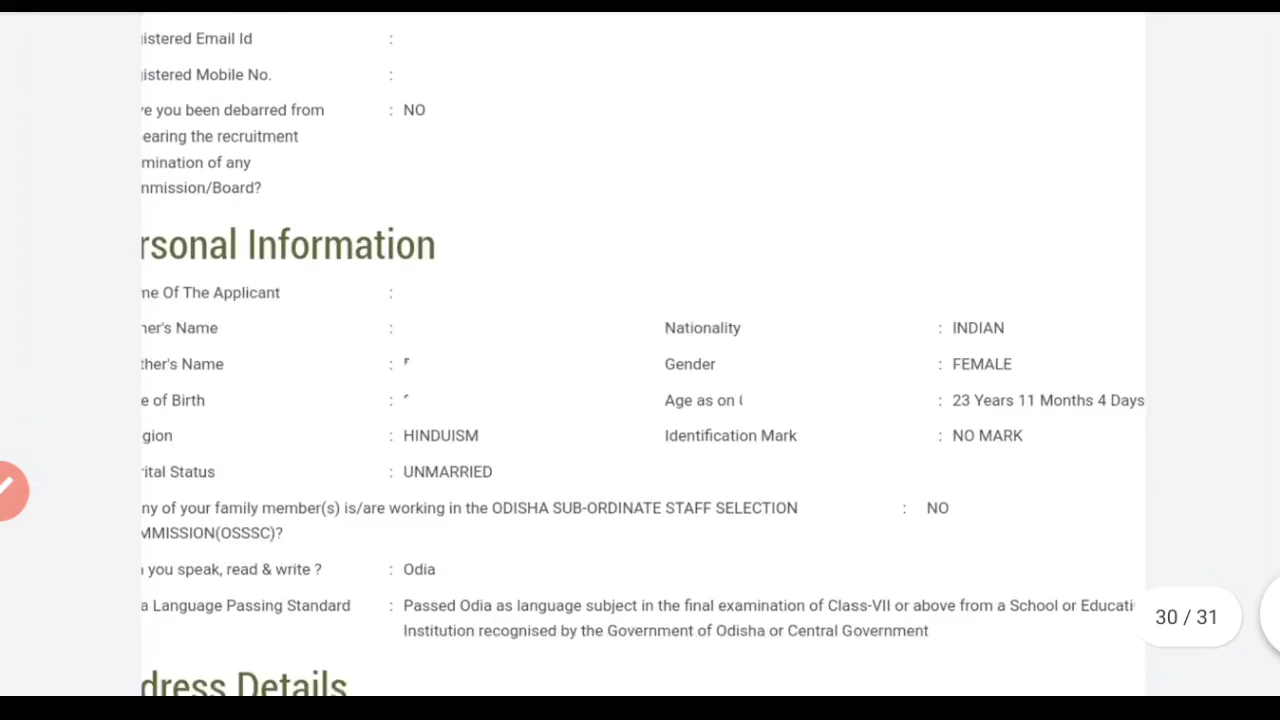 istered Email Id :
istered Mobile No. :
ve you been debarred from : NO
earing the recruitment
mination of any
mmission/Board?
rsonal Information
me Of The Applicant :
her's Name : Nationality : INDIAN
ther's Name : Gender : FEMALE
e of Birth : Age as on : 23 Years 11 Months 4 Days
gion : HINDUISM Identification Mark : NO MARK
rital Status : UNMARRIED
ny of your family member(s) is/are working in the ODISHA SUB-ORDINATE STAFF SELECTION : NO
MMISSION(OSSSC)?
you speak, read & write ? : Odia
a Language Passing Standard : Passed Odia as language subject in the final examination of Class-VII or above from a School or Educati
Institution recognised by the Government of Odisha or Central Government
30 / 31
dress Details